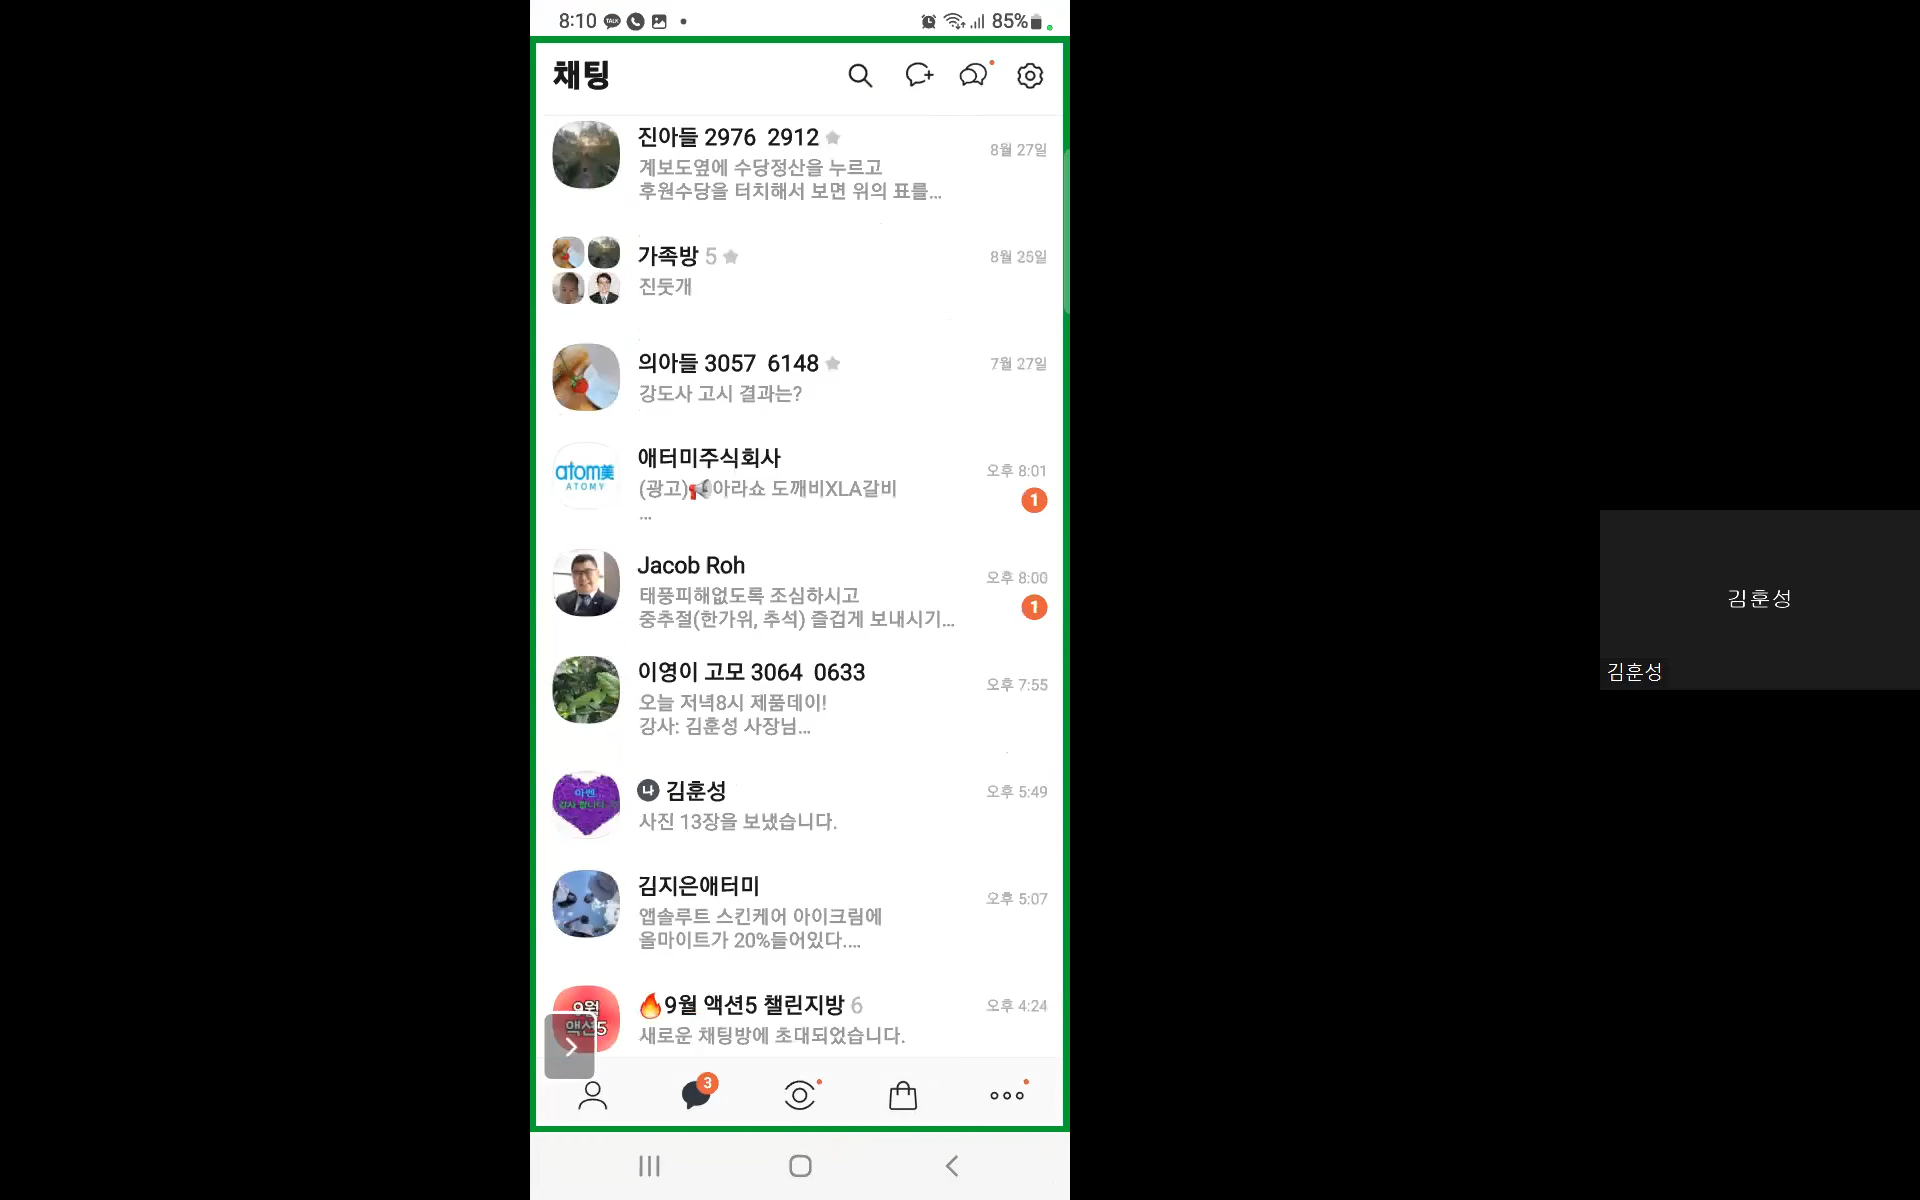 8:10
85%
채팅
진아들 2976 2912
8월 27일
계보도옆에 수당정산을 누르고
후원수당을 터치해서 보면 위의 표를...
가족방 5
8월 26일
진돗개
의아들 3057 6148
7월 27일
강도사 고시 결과는?
atom美
ATOMY
애터미주식회사
오후 8:01
(광고)📢아라쇼 도깨비XLA갈비
...
1
Jacob Roh
오후 8:00
태풍피해없도록 조심하시고
1
중추절(한가위, 추석) 즐겁게 보내시기...
이영이 고모 3064 0633
오후 7:55
오늘 저녁8시 제품데이!
강사: 김훈성 사장님...
나 김훈성
오후 5:49
사진 13장을 보냈습니다.
김지은애터미
오후 5:07
앱솔루트 스킨케어 아이크림에
올마이트가 20%들어있다....
9월
액션5
🔥9월 액션5 챌린지방 6
오후 4:24
새로운 채팅방에 초대되었습니다.
3
김훈성
김훈성